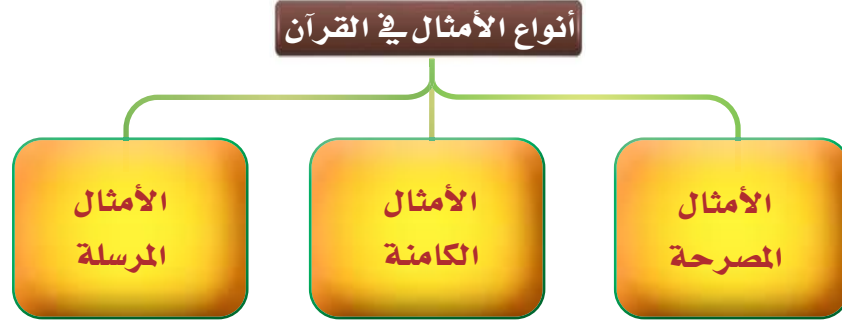 أنواع الأمثال في القرآن
الأمثال
المصرحة
الأمثال
الكامنة
الأمثال
المرسلة